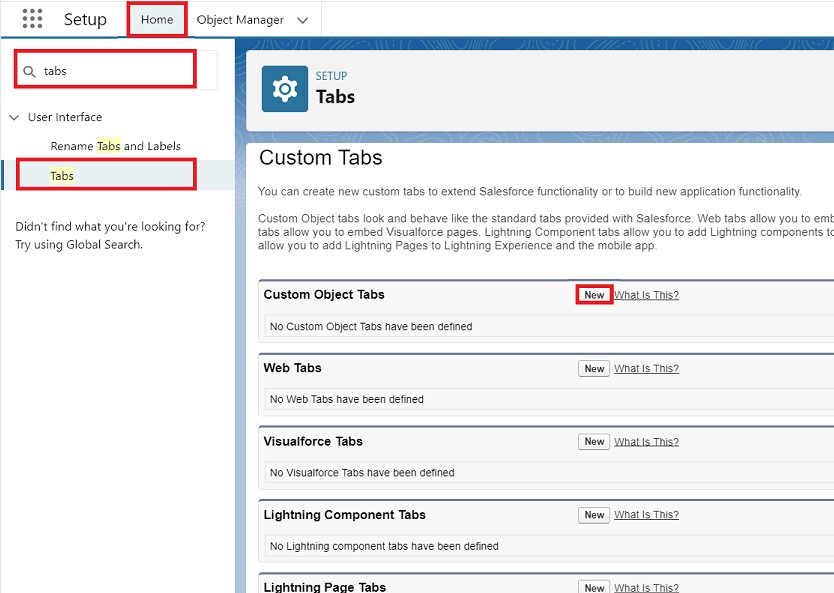 Setup
Home
Object Manager
tabs
User Interface
Rename Tabs and Labels
Tabs
Didn't find what you're looking for?
Try using Global Search.
SETUP
Tabs
Custom Tabs
You can create new custom tabs to extend Salesforce functionality or to build new application functionality.
Custom Object tabs look and behave like the standard tabs provided with Salesforce. Web tabs allow you to emb
tabs allow you to embed Visualforce pages. Lightning Component tabs allow you to add Lightning components to
allow you to add Lightning Pages to Lightning Experience and the mobile app.
Custom Object Tabs New What Is This?
No Custom Object Tabs have been defined
Web Tabs New What Is This?
No Web Tabs have been defined
Visualforce Tabs New What Is This?
No Visualforce Tabs have been defined
Lightning Component Tabs New What Is This?
No Lightning component tabs have been defined
Lightning Page Tabs New What Is This?